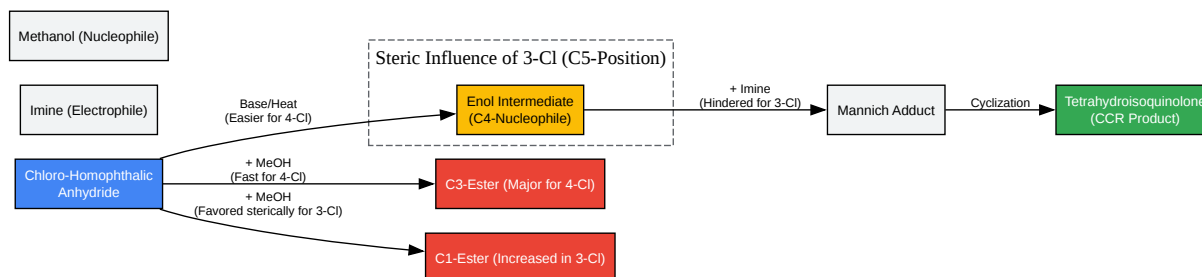 Methanol (Nucleophile)
Imine (Electrophile)
Chloro-Homophthalic
Anhydride
Base/Heat
(Easier for 4-Cl)
+ MeOH
(Fast for 4-Cl)
+ MeOH
(Favored sterically for 3-Cl)
Steric Influence of 3-Cl (C5-Position)
Enol Intermediate
(C4-Nucleophile)
C3-Ester (Major for 4-Cl)
C1-Ester (Increased in 3-Cl)
+ Imine
(Hindered for 3-Cl)
Mannich Adduct
Cyclization
Tetrahydroisoquinolone
(CCR Product)